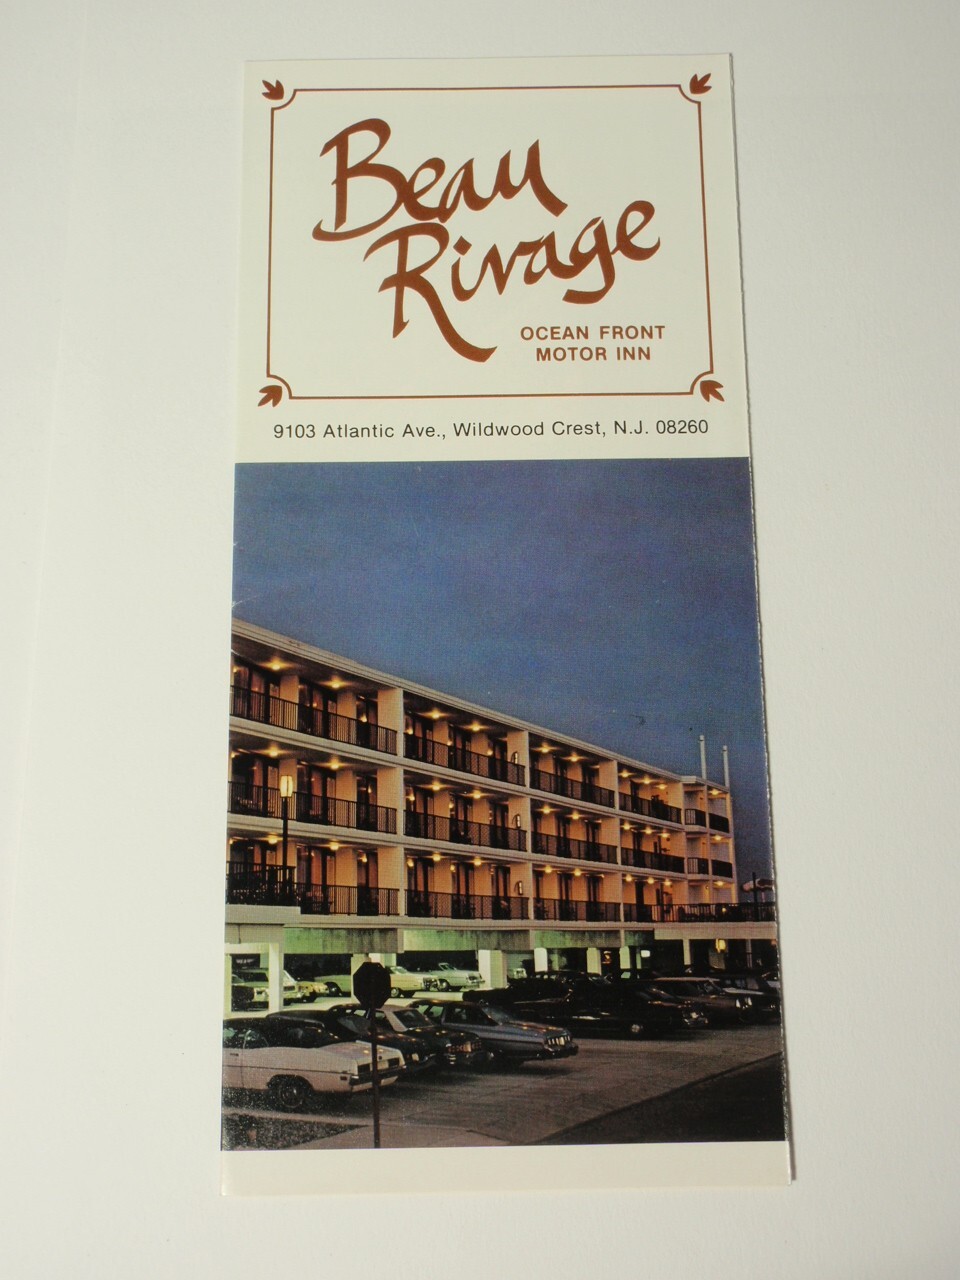 Beau
Rivage
OCEAN FRONT
MOTOR INN
9103 Atlantic Ave., Wildwood Crest, N.J. 08260